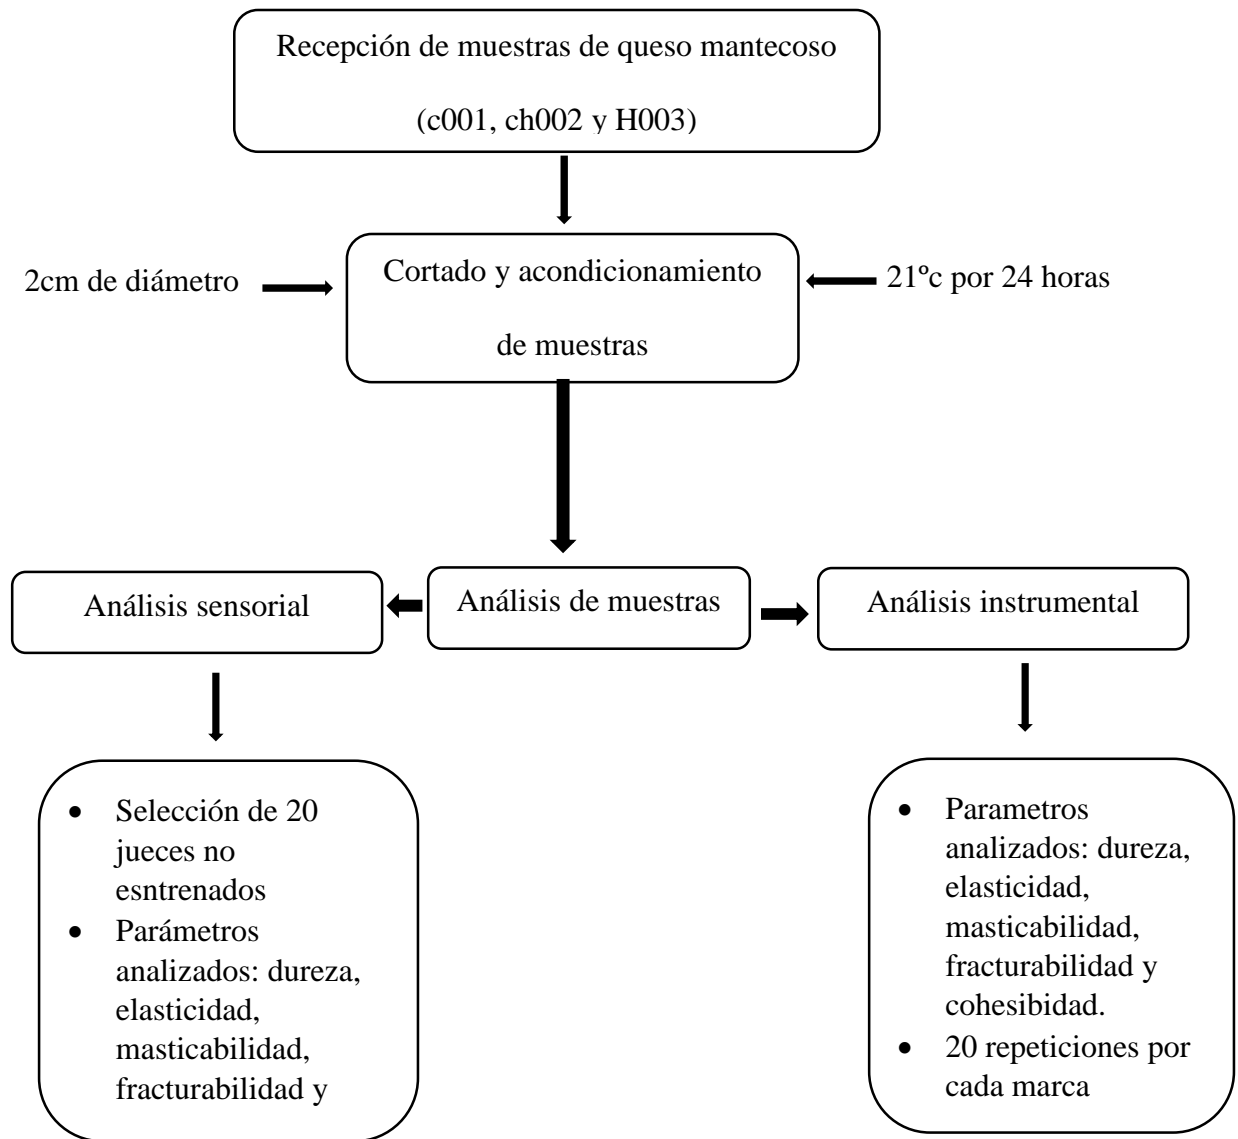 Recepción de muestras de queso mantecoso
(c001, ch002 y H003)
2cm de diámetro
Cortado y acondicionamiento
de muestras
21ºc por 24 horas
Análisis sensorial
Análisis de muestras
Análisis instrumental
• Selección de 20
jueces no
esntrenados
• Parámetros
analizados: dureza,
elasticidad,
masticabilidad,
fracturabilidad y
• Parametros
analizados: dureza,
elasticidad,
masticabilidad,
fracturabilidad y
cohesibidad.
• 20 repeticiones por
cada marca